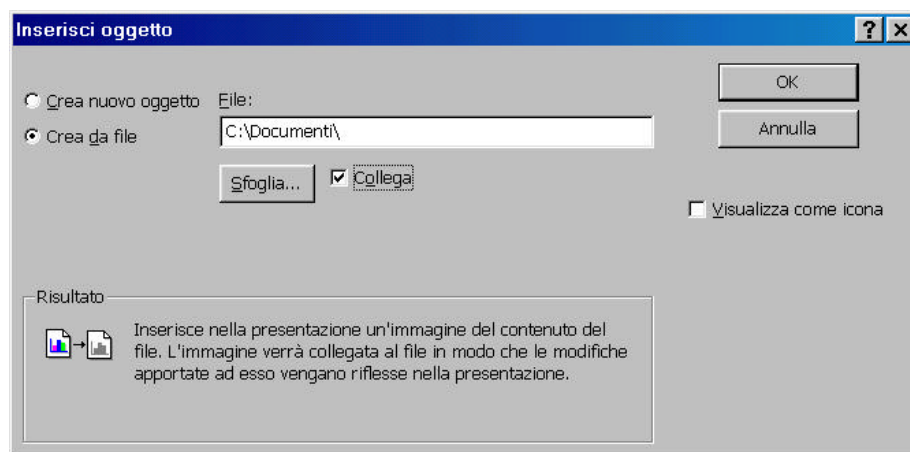 Inserisci oggetto
Crea nuovo oggetto
File:
OK
Crea da file
C:\Documenti\
Annulla
Sfoglia...
Collega
Visualizza come icona
Risultato
Inserisce nella presentazione un'immagine del contenuto del
file. L'immagine verrà collegata al file in modo che le modifiche
apportate ad esso vengano riflesse nella presentazione.